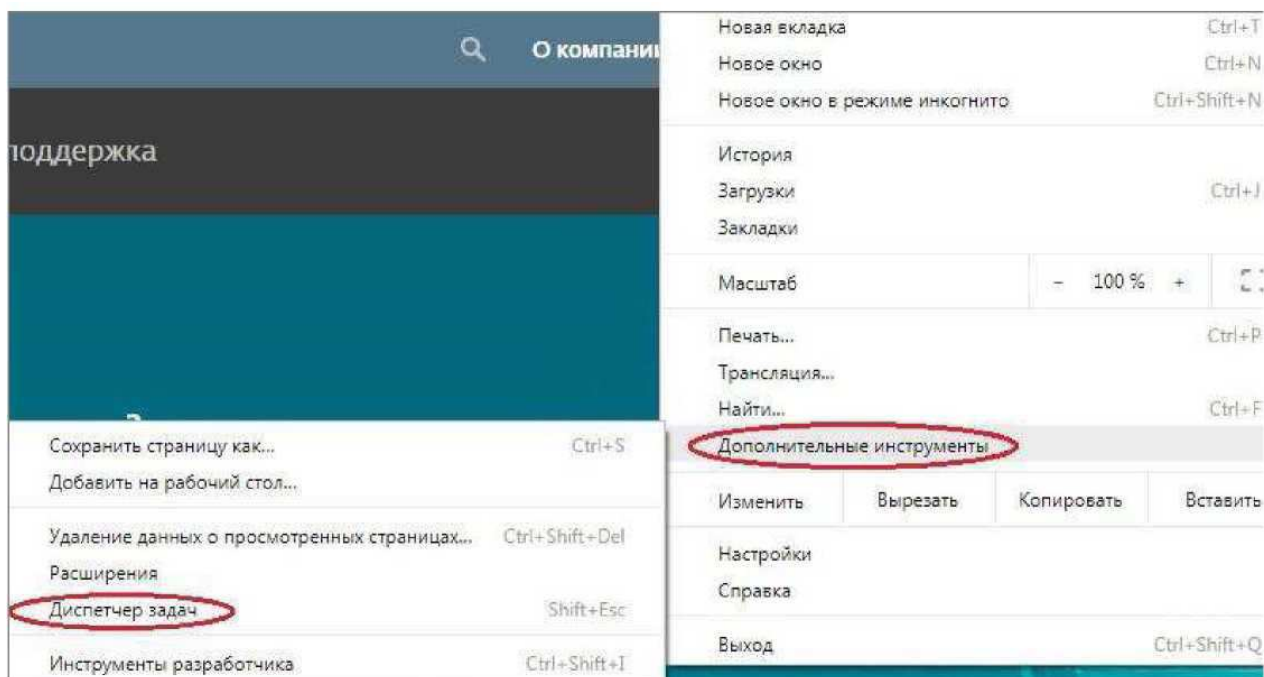 О компании
поддержка
Новая вкладка Ctrl+T
Новое окно Ctrl+N
Новое окно в режиме инкогнито Ctrl+Shift+N
История
Загрузки Ctrl+J
Закладки
Масштаб - 100 % +
Печать... Ctrl+P
Трансляция...
Найти... Ctrl+F
Дополнительные инструменты
Изменить Вырезать Копировать Вставить
Настройки
Справка
Выход Ctrl+Shift+Q
Сохранить страницу как... Ctrl+S
Добавить на рабочий стол...
Удаление данных о просмотренных страницах... Ctrl+Shift+Del
Расширения
Диспетчер задач Shift+Esc
Инструменты разработчика Ctrl+Shift+I